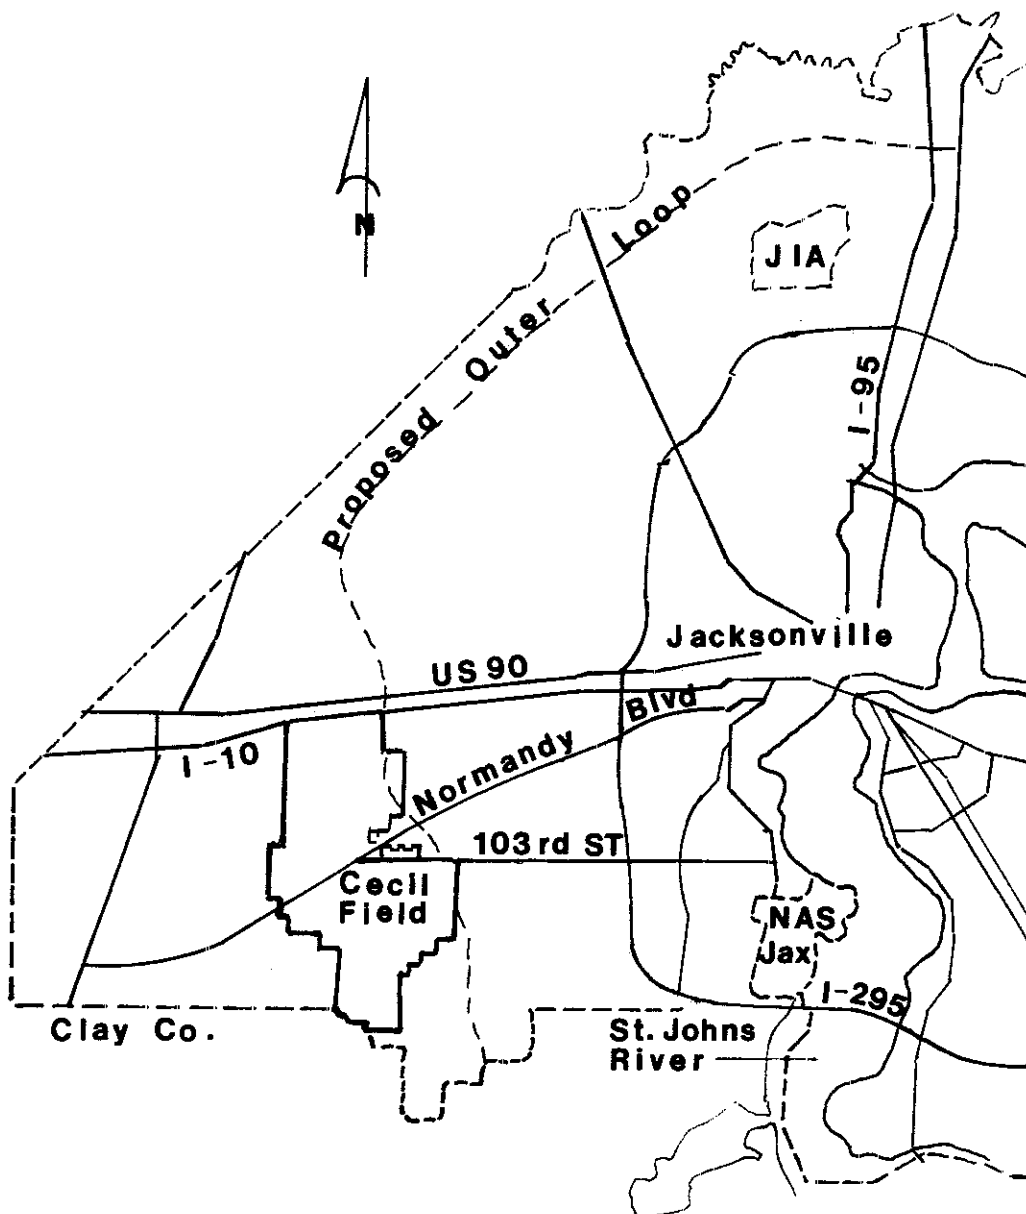 N
JIA
Proposed Quter Loop
I-95
Jacksonville
US 90
I-10
Normandy Blvd
103rd ST
Cecil
Field
NAS
Jax
I-295
Clay Co.
St. Johns
River